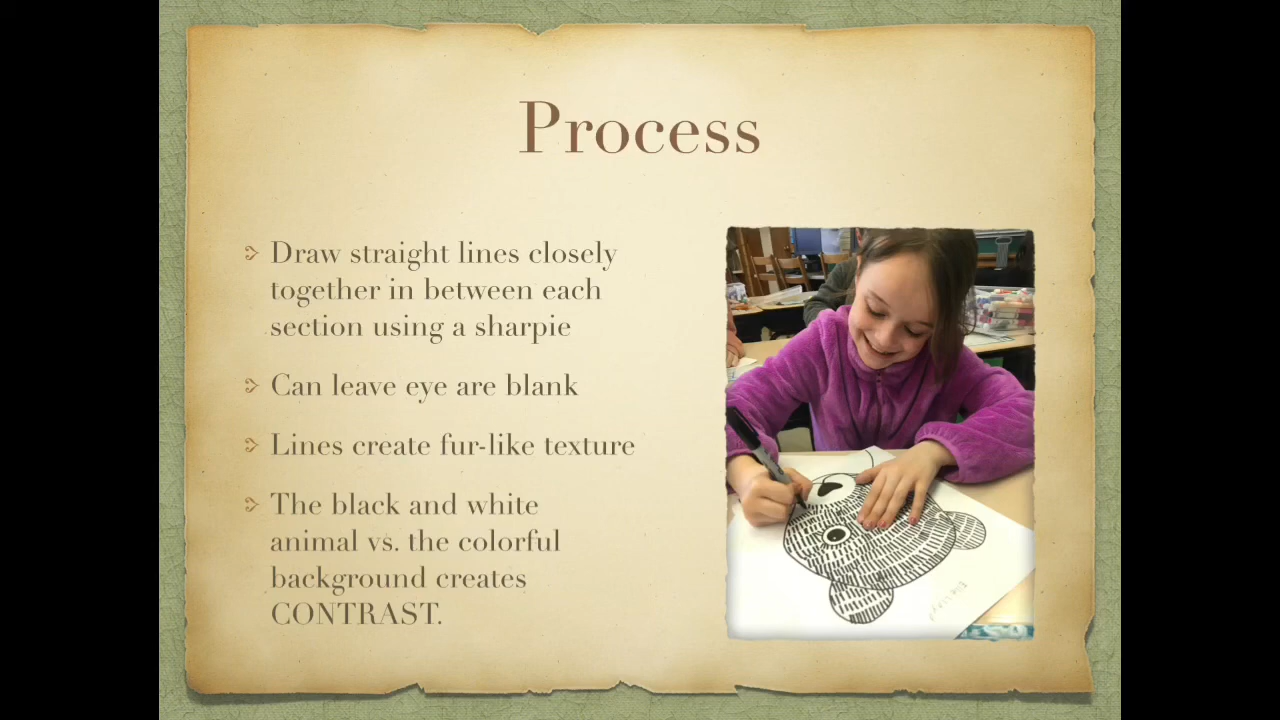 Process
Draw straight lines closely
together in between each
section using a sharpie
Can leave eye are blank
Lines create fur-like texture
The black and white
animal vs. the colorful
background creates
CONTRAST.